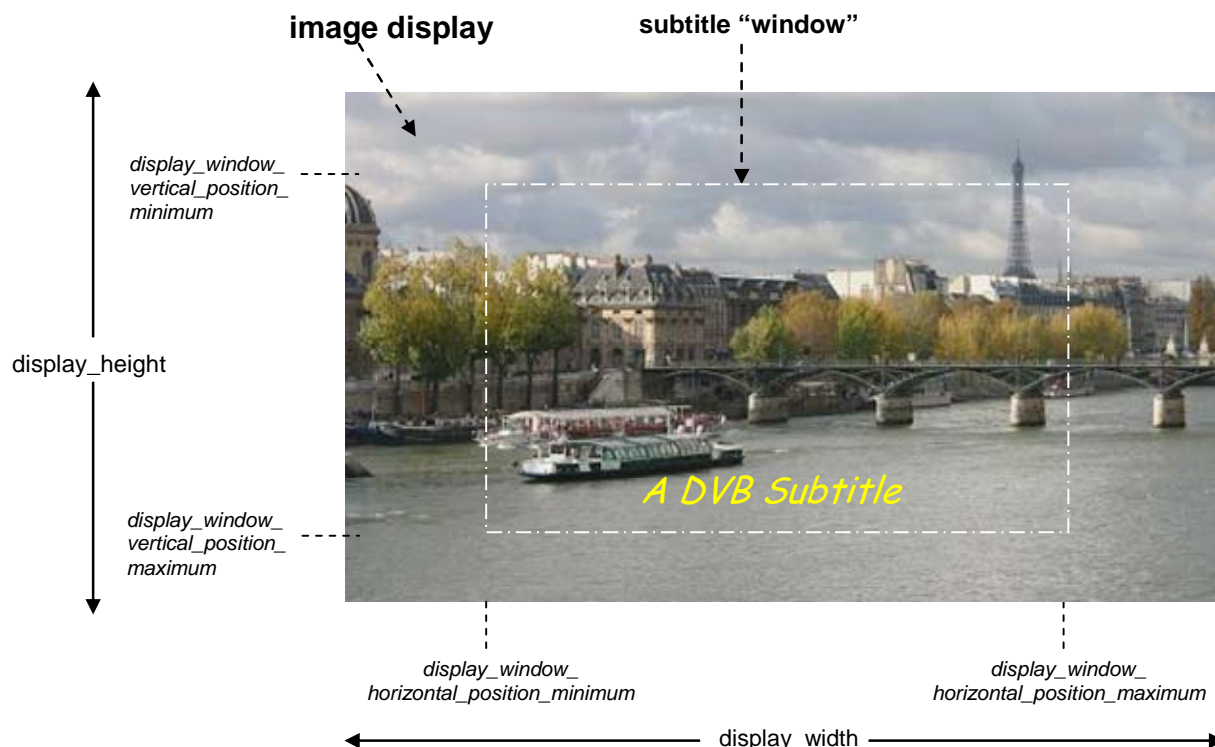 image display
subtitle “window”
display_window_
vertical_position_
minimum
display_height
A DVB Subtitle
display_window_
vertical_position_
maximum
display_window_
horizontal_position_minimum
display_window_
horizontal_position_maximum
display_width